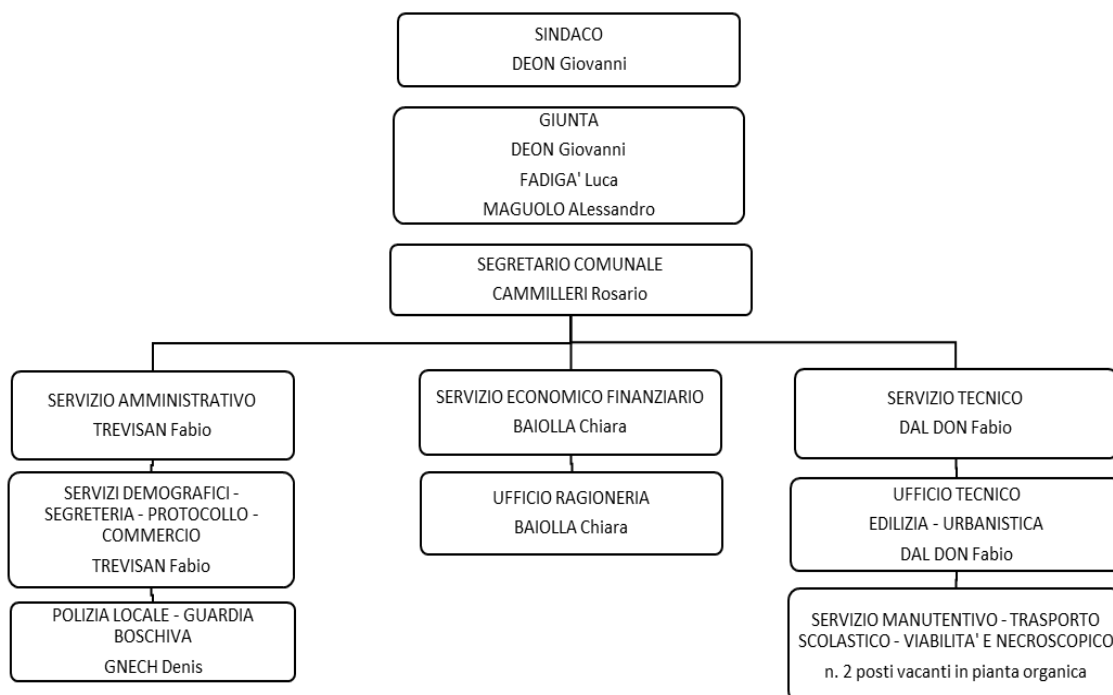 SINDACO
DEON Giovanni
GIUNTA
DEON Giovanni
FADIGA' Luca
MAGUOLO ALessandro
SEGRETARIO COMUNALE
CAMMILLERI Rosario
SERVIZIO AMMINISTRATIVO
TREVISAN Fabio
SERVIZI DEMOGRAFICI -
SEGRETERIA - PROTOCOLLO -
COMMERCIO
TREVISAN Fabio
POLIZIA LOCALE - GUARDIA
BOSCHIVA
GNECH Denis
SERVIZIO ECONOMICO FINANZIARIO
BAIOLLA Chiara
UFFICIO RAGIONERIA
BAIOLLA Chiara
SERVIZIO TECNICO
DAL DON Fabio
UFFICIO TECNICO
EDILIZIA - URBANISTICA
DAL DON Fabio
SERVIZIO MANUTENTIVO - TRASPORTO
SCOLASTICO - VIABILITA' E NECROSCOPICO
n. 2 posti vacanti in pianta organica